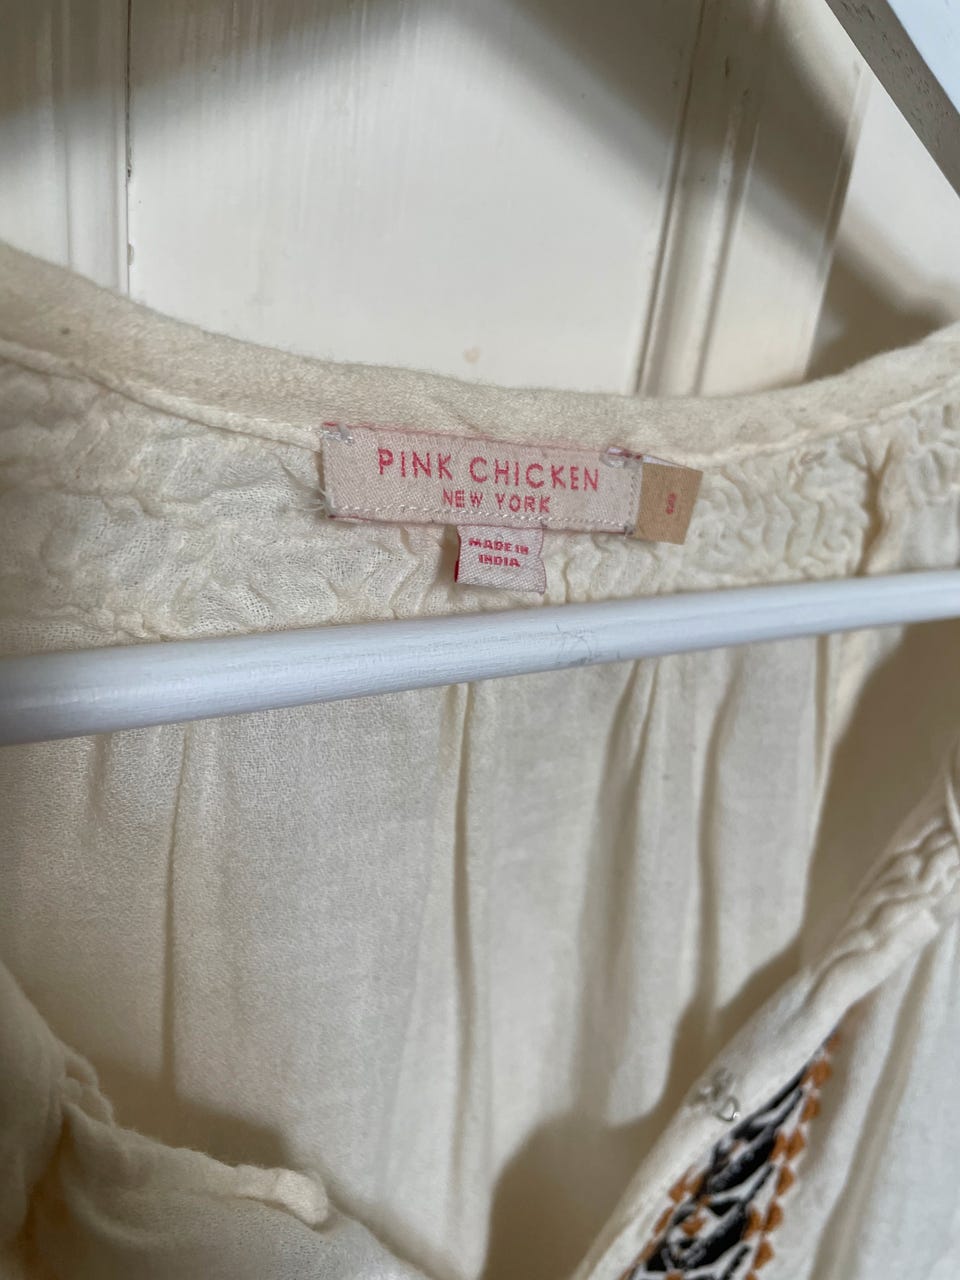 PINK CHICKEN
NEW YORK
S
MADE IN
INDIA